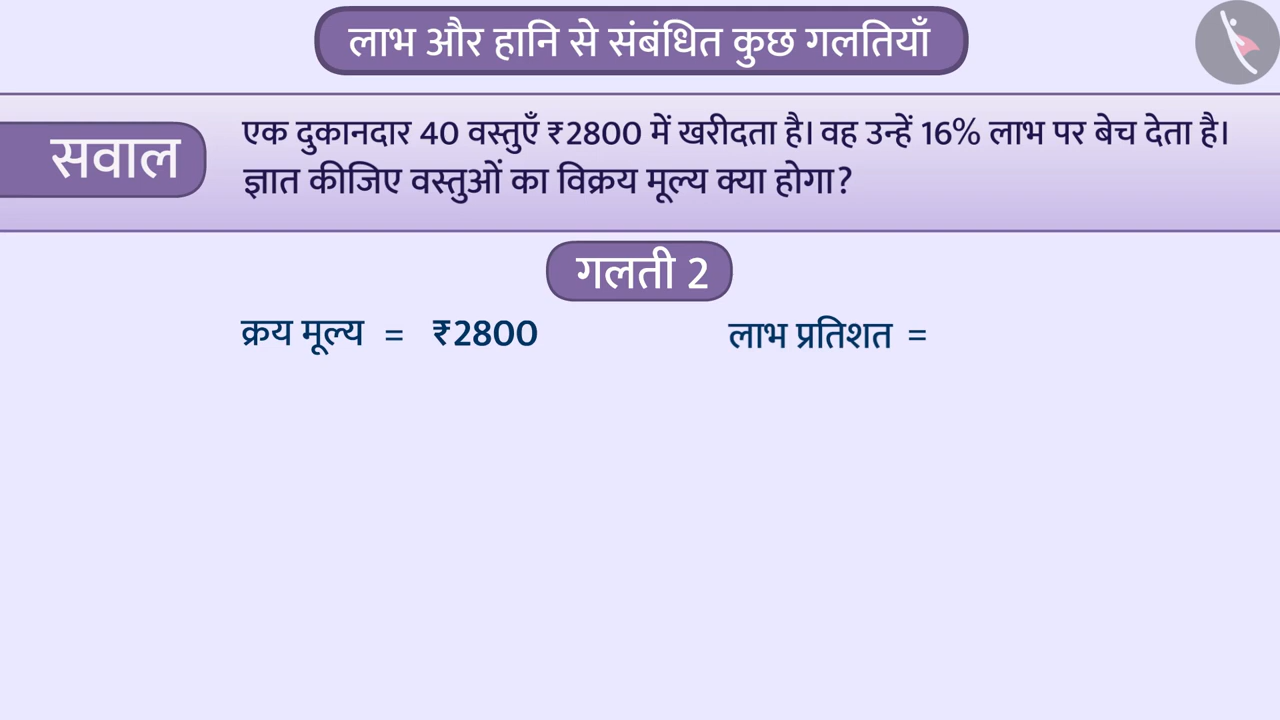 लाभ और हानि से संबंधित कुछ गलतियाँ
सवाल
एक दुकानदार 40 वस्तुएँ ₹2800 में खरीदता है। वह उन्हें 16% लाभ पर बेच देता है।
ज्ञात कीजिए वस्तुओं का विक्रय मूल्य क्या होगा?
गलती 2
क्रय मूल्य = ₹2800 लाभ प्रतिशत =